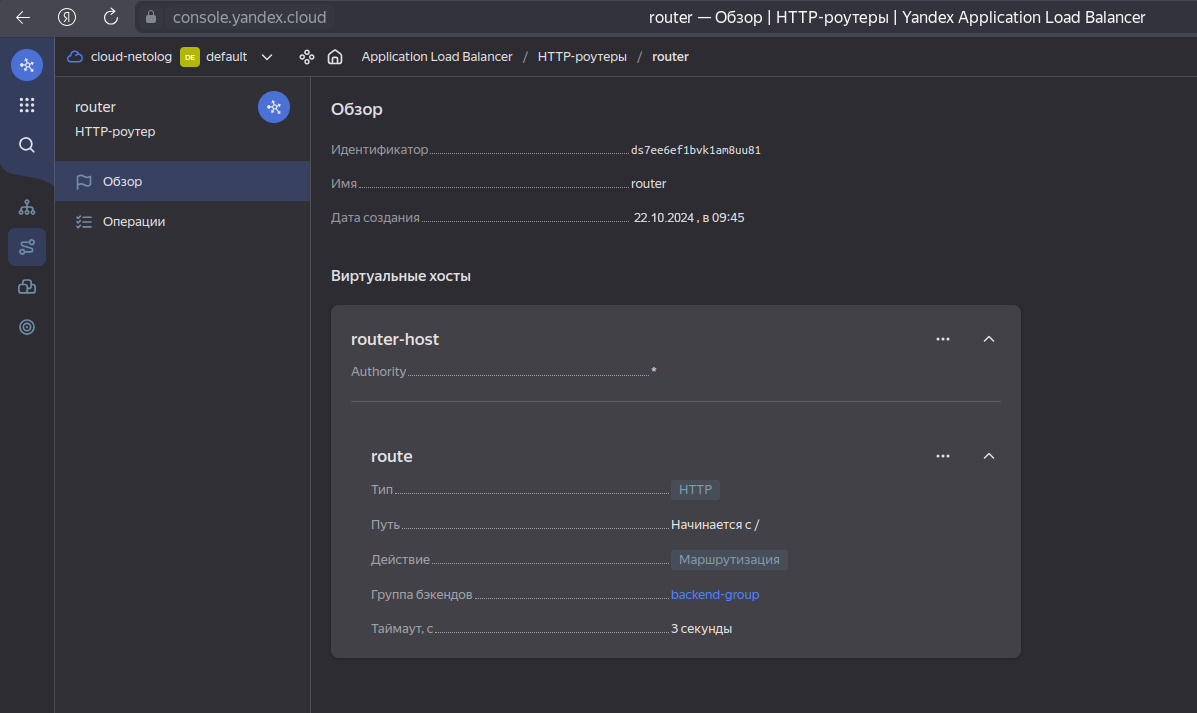 console.yandex.cloud
router — Обзор | HTTP-роутеры | Yandex Application Load Balancer
cloud-netolog DE default
Application Load Balancer / HTTP-роутеры / router
router
HTTP-роутер
Обзор
Операции
Обзор
Идентификатор ds7ee6ef1bvk1am8uu81
Имя router
Дата создания 22.10.2024 , в 09:45
Виртуальные хосты
router-host
Authority *
route
Тип HTTP
Путь Начинается с /
Действие Маршрутизация
Группа бэкендов backend-group
Таймаут, с 3 секунды